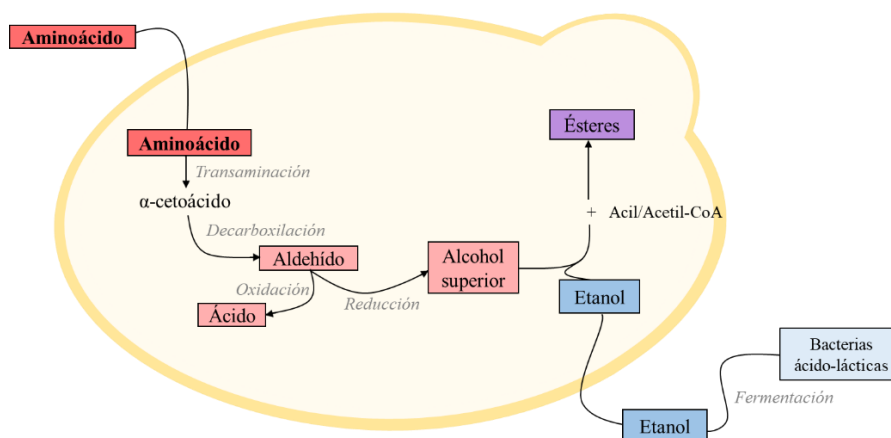 Aminoácido
Aminoácido
Transaminación
α-cetoácido
Decarboxilación
Aldehído
Oxidación
Ácido
Reducción
Alcohol
superior
Ésteres
+ Acil/Acetil-CoA
Etanol
Etanol
Fermentación
Bacterias
ácido-lácticas